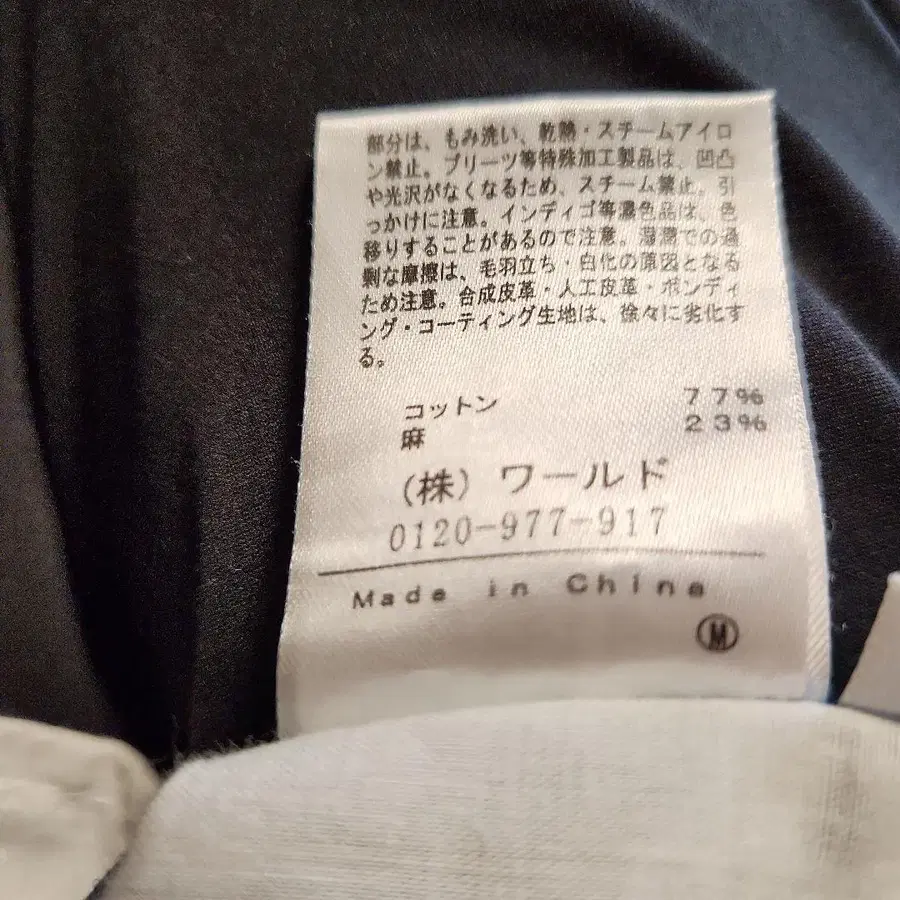 部分は、もみ洗い、乾熱・スチームアイロ
ン禁止。プリーツ等特殊加工製品は、凹凸
や光沢がなくなるため、スチーム禁止。引
っかけに注意。インディゴ等濃色品は、色
移りすることがあるので注意。湿潤での過
剰な摩擦は、毛羽立ち・白化の原因となる
ため注意。合成皮革・人工皮革・ボンディ
ング・コーティング生地は、徐々に劣化す
る。
コットン 77%
麻 23%
(株)ワールド
0120-977-917
Made in China
Ⓜ